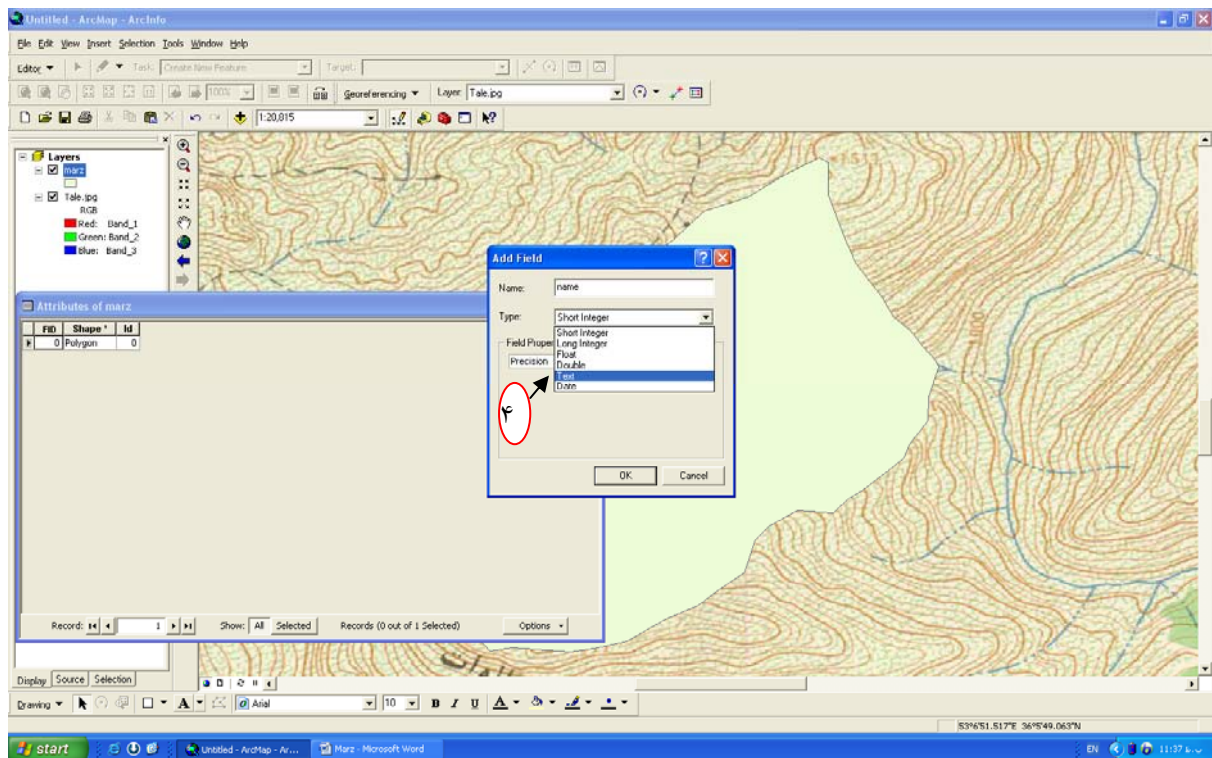 Untitled - ArcMap - ArcInfo
File Edit View Insert Selection Tools Window Help
Editor Task: Create New Feature Target:
100% Georeferencing Layer: Tale.jpg
1:20,815
Layers
marz
Tale.jpg
RGB
Red: Band_1
Green: Band_2
Blue: Band_3
Add Field
Name: name
Type: Short Integer
Short Integer
Long Integer
Float
Double
Text
Date
Precision
۴
OK Cancel
Attributes of marz
FID Shape * Id
0 Polygon 0
Record: 1 Show: All Selected Records (0 out of 1 Selected) Options
Display Source Selection
Drawing A Arial 10 B I U A
53°6'51.517"E 36°5'49.063"N
start Untitled - ArcMap - Ar... Marz - Microsoft Word EN 11:37